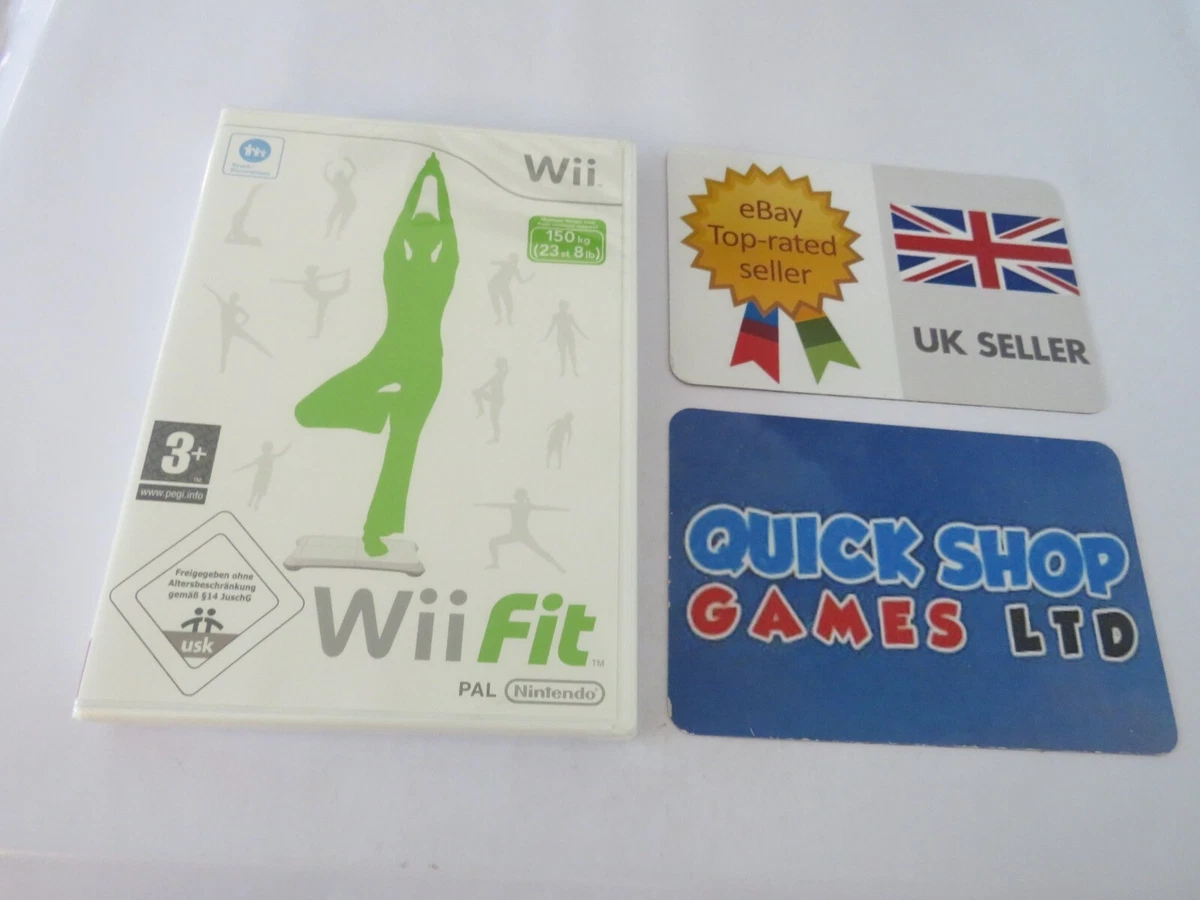 Wii
150 kg
(23 st. 8 lb)
3+
www.pegi.info
Freigegeben ohne
Altersbeschränkung
gemäß §14 JuschG
usk
Wii Fit™
PAL Nintendo®
eBay
Top-rated
seller
UK SELLER
QUICK SHOP
GAMES LTD